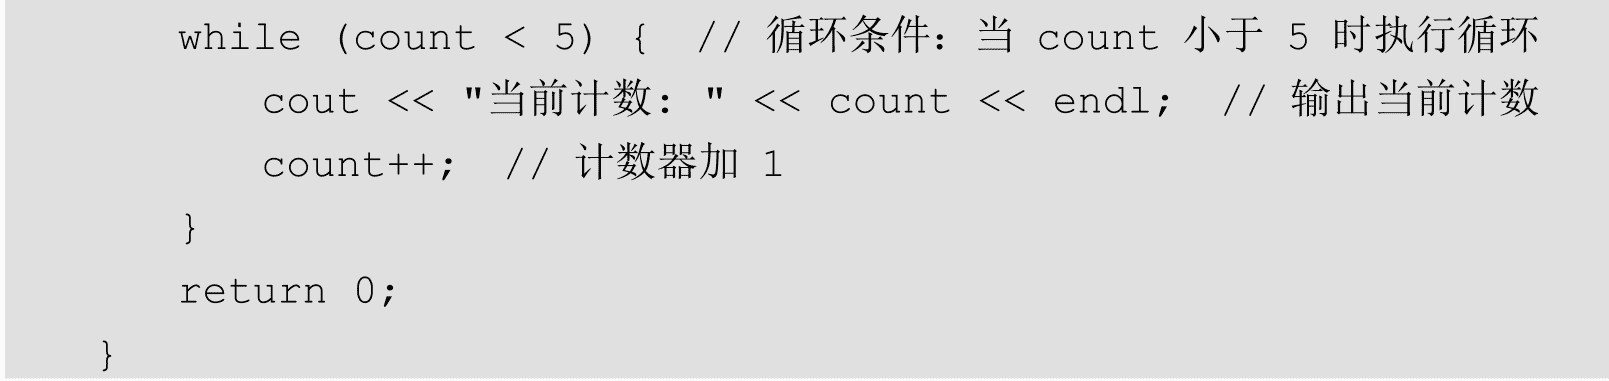 while (count < 5) {  // 循环条件：当 count 小于 5 时执行循环
cout << "当前计数：" << count << endl;  // 输出当前计数
count++;  // 计数器加 1
}
return 0;
}